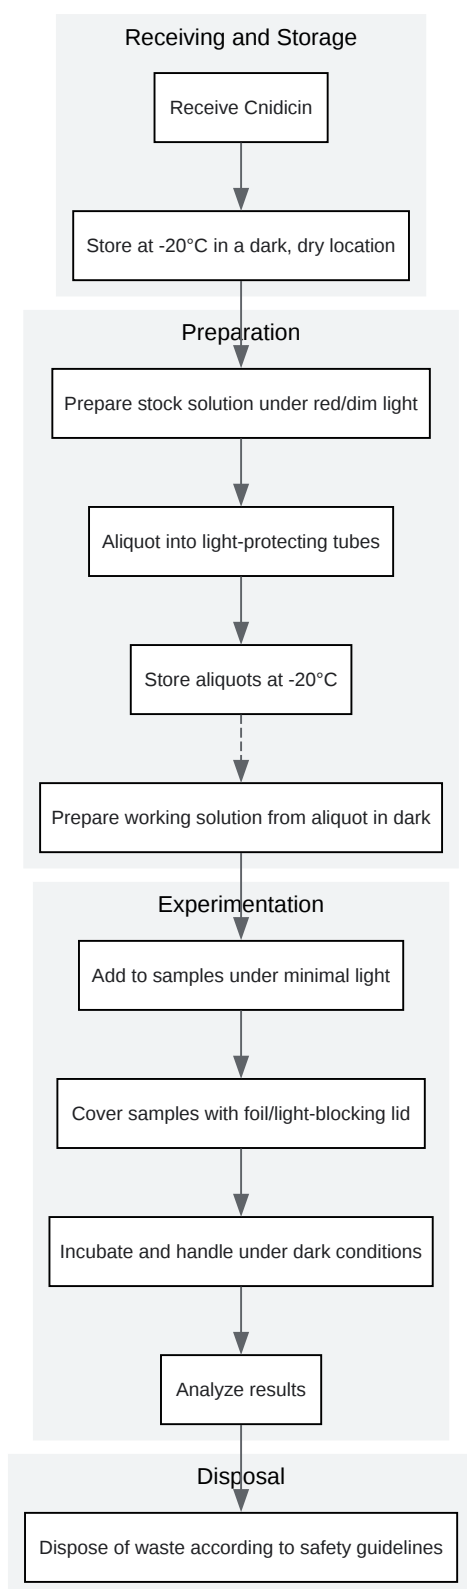 Receiving and Storage
Receive Cnidicin
Store at -20°C in a dark, dry location
Preparation
Prepare stock solution under red/dim light
Aliquot into light-protecting tubes
Store aliquots at -20°C
Prepare working solution from aliquot in dark
Experimentation
Add to samples under minimal light
Cover samples with foil/light-blocking lid
Incubate and handle under dark conditions
Analyze results
Disposal
Dispose of waste according to safety guidelines